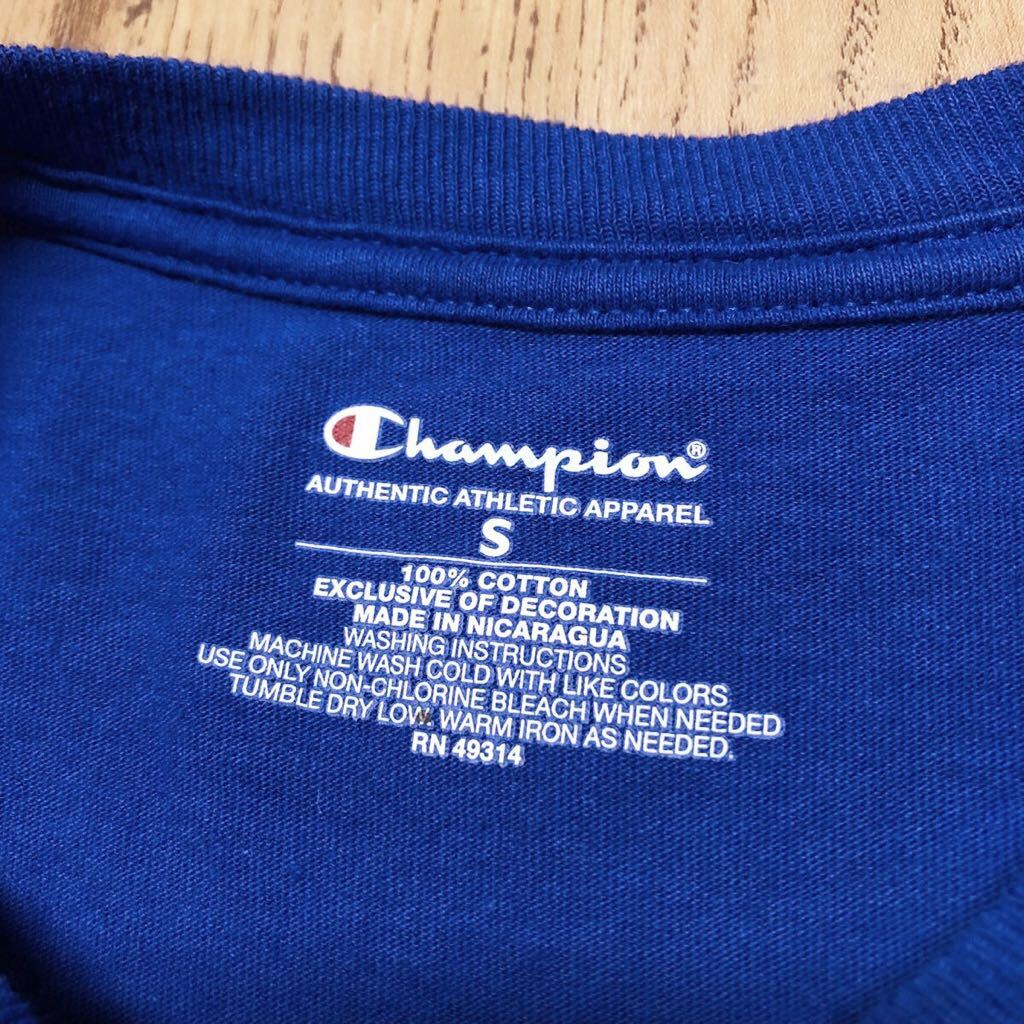 Champion®
AUTHENTIC ATHLETIC APPAREL
S
100% COTTON
EXCLUSIVE OF DECORATION
MADE IN NICARAGUA
WASHING INSTRUCTIONS
MACHINE WASH COLD WITH LIKE COLORS
USE ONLY NON-CHLORINE BLEACH WHEN NEEDED
TUMBLE DRY LOW. WARM IRON AS NEEDED.
RN 49314